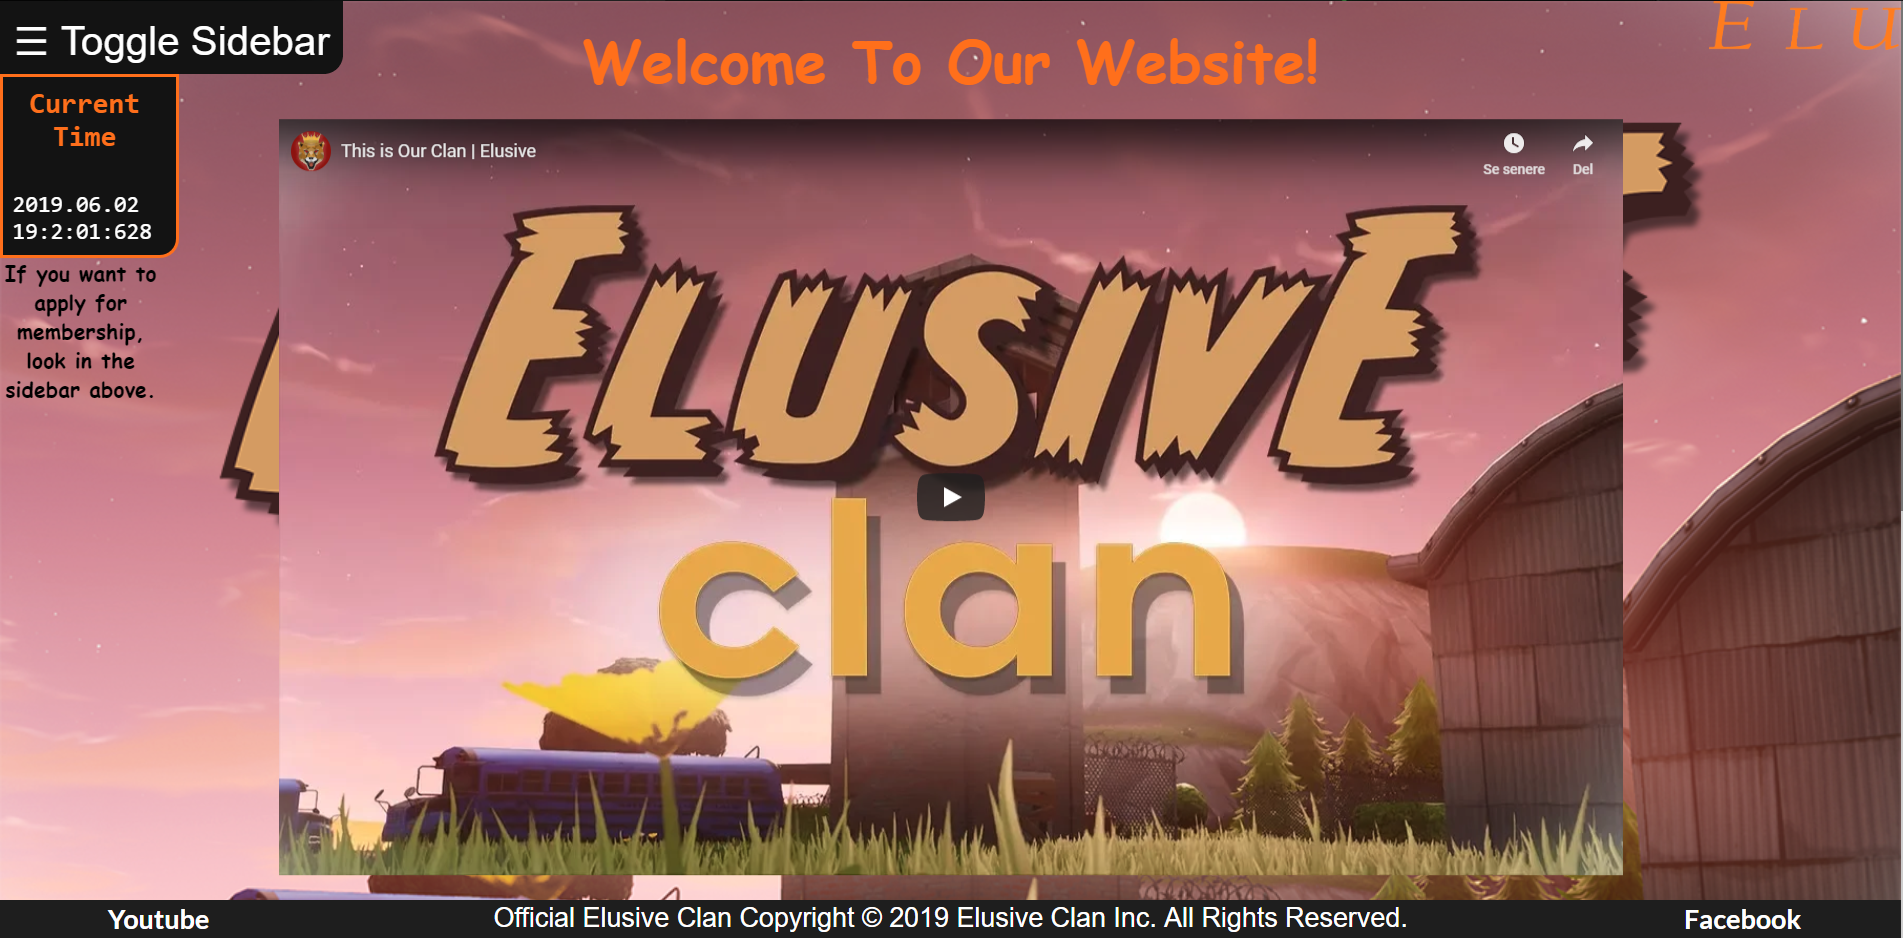 ☰ Toggle Sidebar
E L U
Welcome To Our Website!
Current
Time
2019.06.02
19:2:01:628
If you want to
apply for
membership,
look in the
sidebar above.
This is Our Clan | Elusive
Se senere
Del
ELUSIVE
clan
Youtube
Official Elusive Clan Copyright © 2019 Elusive Clan Inc. All Rights Reserved.
Facebook